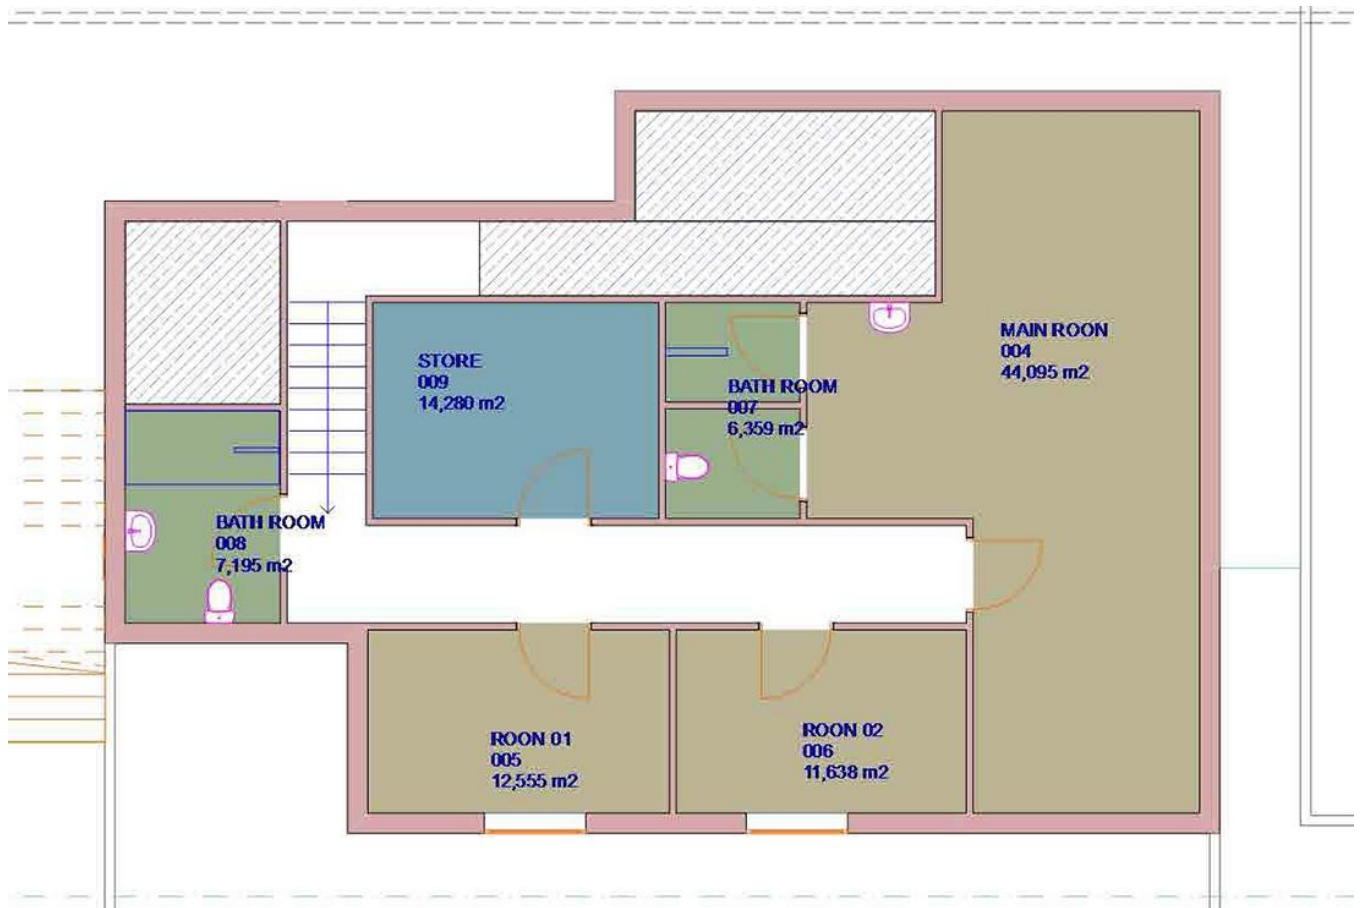 MAIN ROON
004
44,095 m2
STORE
009
14,280 m2
BATH ROOM
007
6,359 m2
BATH ROOM
008
7,195 m2
ROON 01
005
12,555 m2
ROON 02
006
11,638 m2